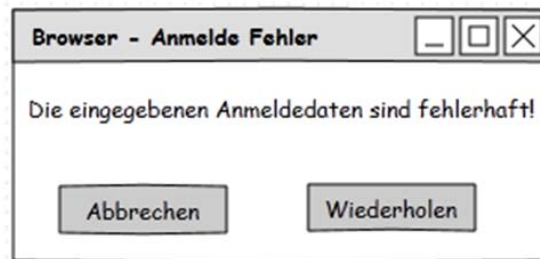 Browser - Anmelde Fehler
Die eingegebenen Anmeldedaten sind fehlerhaft!
Abbrechen
Wiederholen